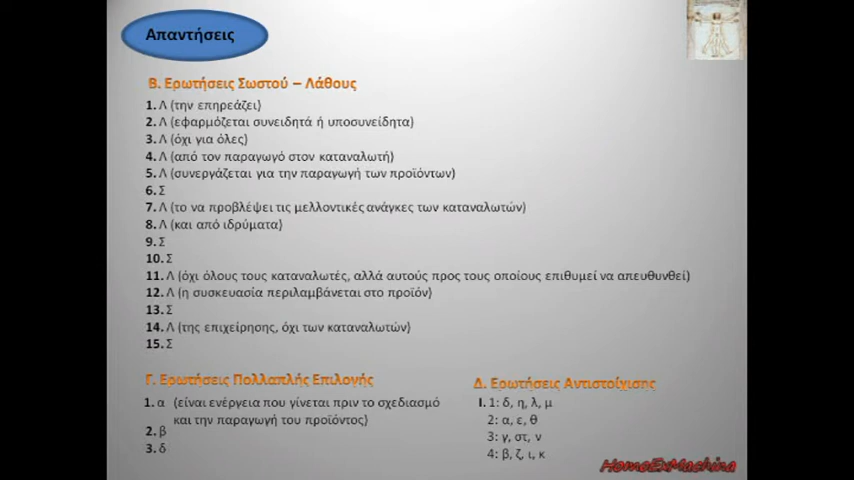 Απαντήσεις
Β. Ερωτήσεις Σωστού – Λάθους
1. Λ (την επηρεάζει)
2. Λ (εφαρμόζεται συνειδητά ή υποσυνείδητα)
3. Λ (όχι για όλες)
4. Λ (από τον παραγωγό στον καταναλωτή)
5. Λ (συνεργάζεται για την παραγωγή των προϊόντων)
6. Σ
7. Λ (το να προβλέψει τις μελλοντικές ανάγκες των καταναλωτών)
8. Λ (και από ιδρύματα)
9. Σ
10. Σ
11. Λ (όχι όλους τους καταναλωτές, αλλά αυτούς προς τους οποίους επιθυμεί να απευθυνθεί)
12. Λ (η συσκευασία περιλαμβάνεται στο προϊόν)
13. Σ
14. Λ (της επιχείρησης, όχι των καταναλωτών)
15. Σ
Γ. Ερωτήσεις Πολλαπλής Επιλογής
1. α (είναι ενέργεια που γίνεται πριν το σχεδιασμό
και την παραγωγή του προϊόντος)
2. β
3. δ
Δ. Ερωτήσεις Αντιστοίχισης
Ι. 1: δ, η, λ, μ
2: α, ε, θ
3: γ, στ, ν
4: β, ζ, ι, κ
HomoExMachina